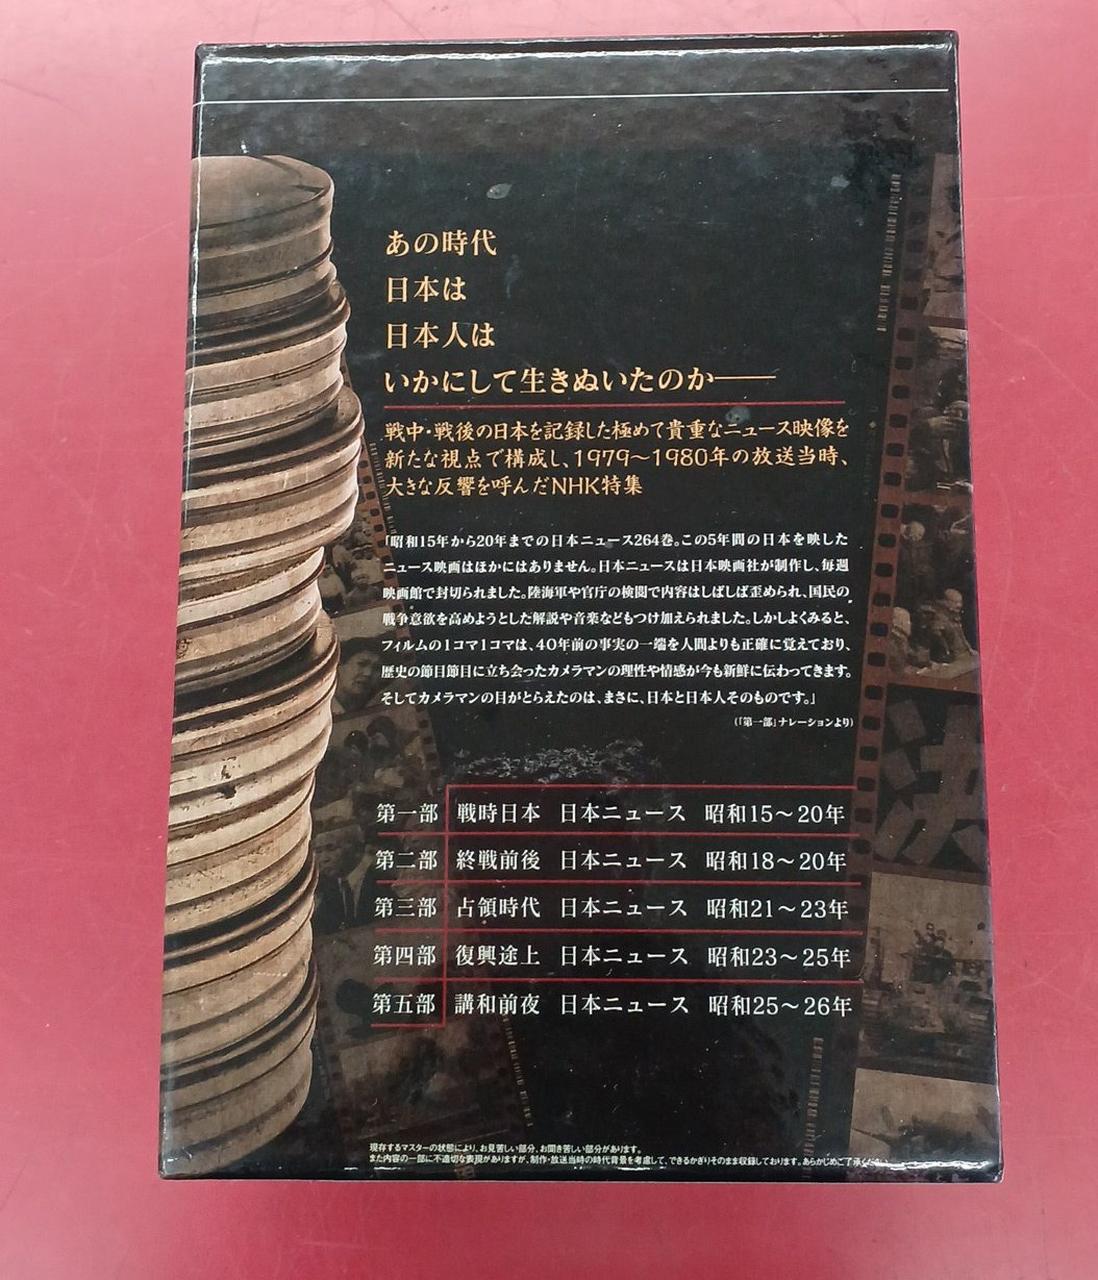 あの時代
日本は
日本人は
いかにして生きぬいたのか――
戦中・戦後の日本を記録した極めて貴重なニュース映像を
新たな視点で構成し、1979～1980年の放送当時、
大きな反響を呼んだNHK特集
「昭和15年から20年までの日本ニュース264巻。この5年間の日本を映した
ニュース映画はほかにはありません。日本ニュースは日本映画社が制作し、毎週
映画館で封切られました。陸海軍や官庁の検閲で内容はしばしば歪められ、国民の
戦争意欲を高めようとした解説や音楽などもつけ加えられました。しかしよくみると、
フィルムの1コマ1コマは、40年前の事実の一端を人間よりも正確に覚えており、
歴史の節目節目に立ち会ったカメラマンの理性や情感が今も新鮮に伝わってきます。
そしてカメラマンの目がとらえたのは、まさに、日本と日本人そのものです。」
(「第一部」ナレーションより)
第一部 戦時日本 日本ニュース 昭和15～20年
第二部 終戦前後 日本ニュース 昭和18～20年
第三部 占領時代 日本ニュース 昭和21～23年
第四部 復興途上 日本ニュース 昭和23～25年
第五部 講和前夜 日本ニュース 昭和25～26年
現存するマスターの状態により、お見苦しい部分、お聞き苦しい部分があります。
また内容の一部に不適切な表現がありますが、制作・放送当時の時代背景を考慮して、できるかぎりそのまま収録しております。あらかじめご了承ください。